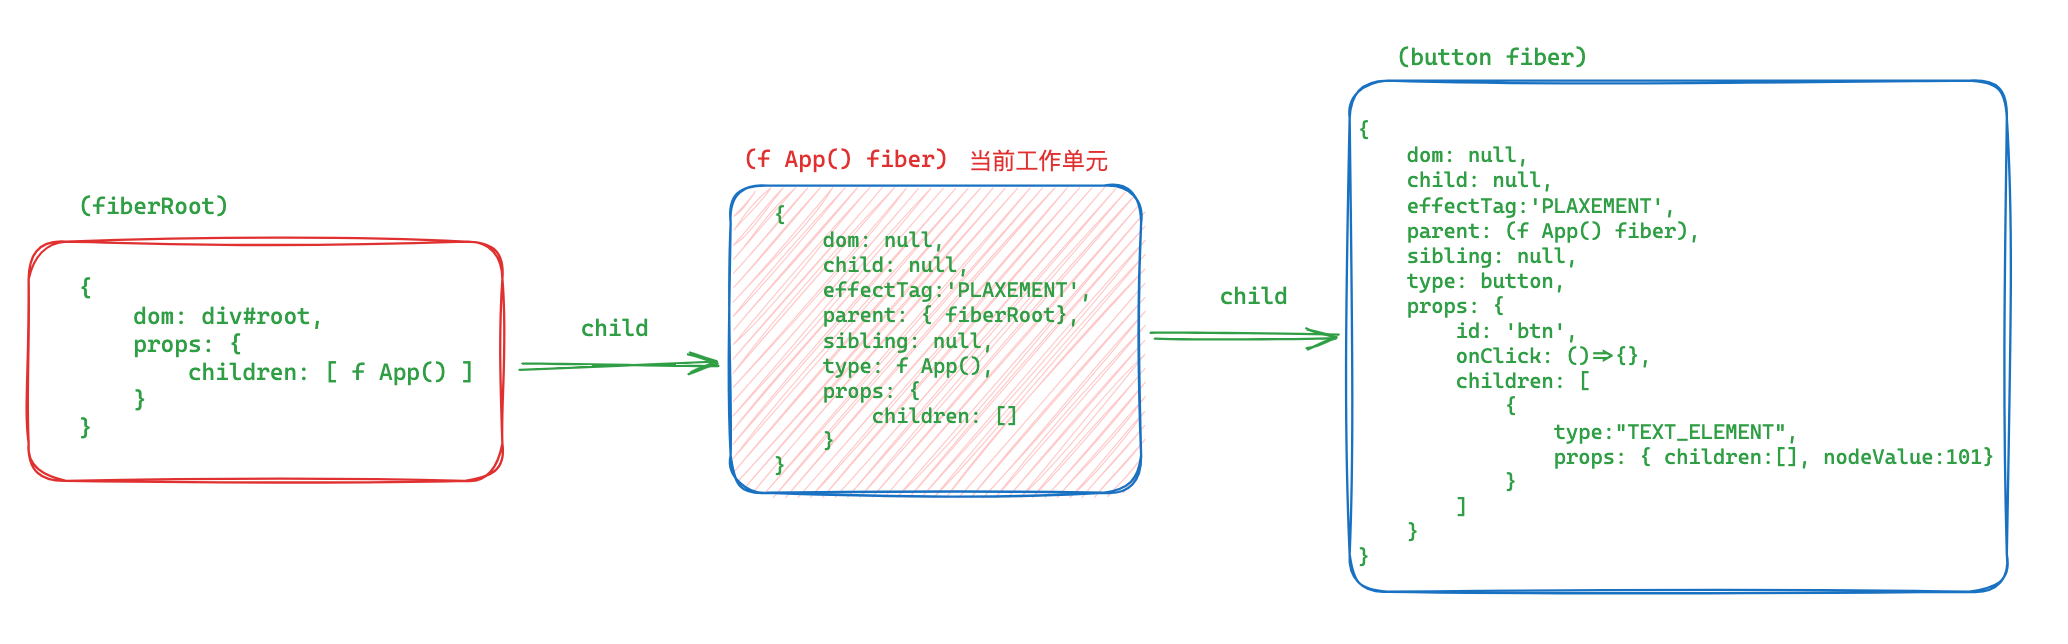 (fiberRoot)
{
    dom: div#root,
    props: {
        children: [ f App() ]
    }
}
child
(f App() fiber) 当前工作单元
{
    dom: null,
    child: null,
    effectTag:'PLAXEMENT',
    parent: { fiberRoot},
    sibling: null,
    type: f App(),
    props: {
        children: []
    }
}
child
(button fiber)
{
    dom: null,
    child: null,
    effectTag:'PLAXEMENT',
    parent: (f App() fiber),
    sibling: null,
    type: button,
    props: {
        id: 'btn',
        onClick: ()=>{},
        children: [
            {
                type:"TEXT_ELEMENT",
                props: { children:[], nodeValue:101}
            }
        ]
    }
}